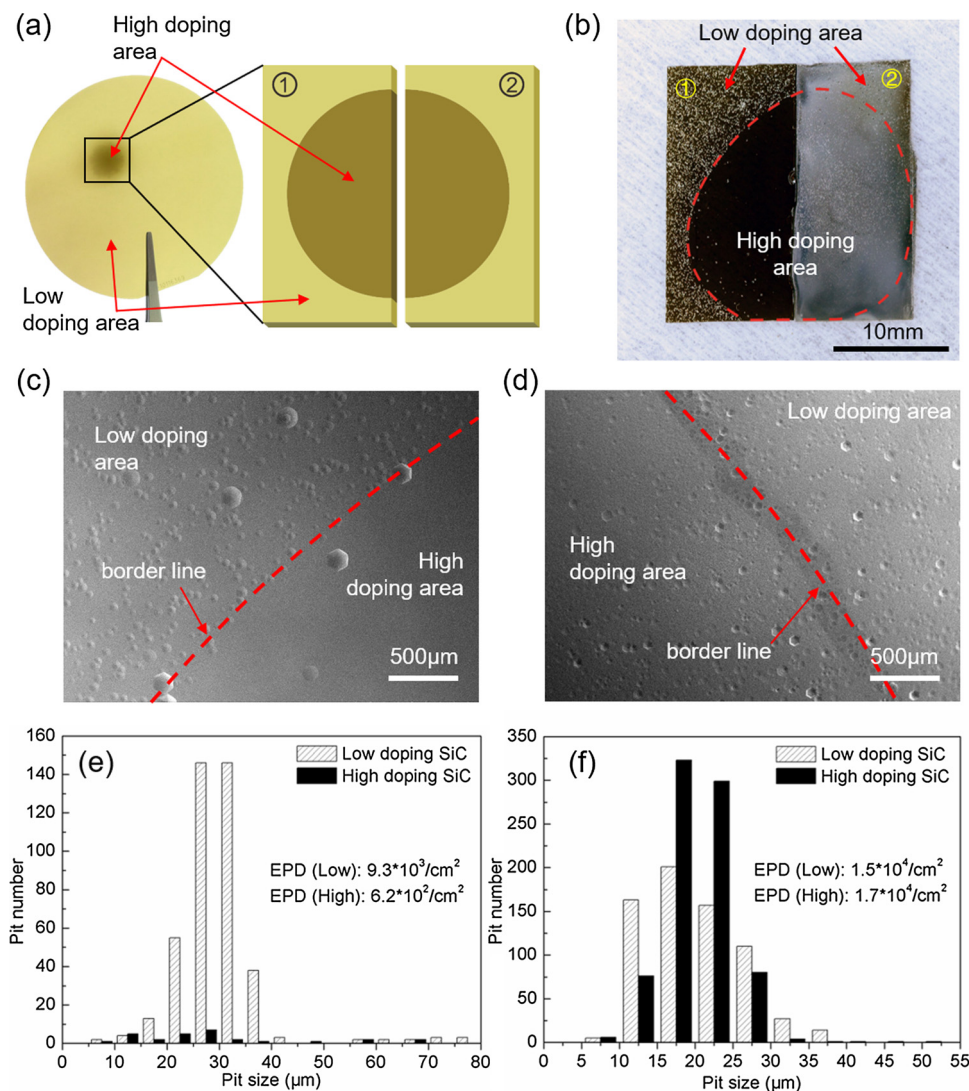 (a)
High doping
area
①
②
Low
doping area
(b)
Low doping area
①
②
High doping
area
10mm
(c)
Low doping
area
High
doping area
border line
500μm
(d)
Low doping area
High
doping area
border line
500μm
(e)
Low doping SiC
High doping SiC
EPD (Low): 9.3*10³/cm²
EPD (High): 6.2*10²/cm²
Pit number
160
140
120
100
80
60
40
20
0
0 10 20 30 40 50 60 70 80
Pit size (μm)
(f)
Low doping SiC
High doping SiC
EPD (Low): 1.5*10⁴/cm²
EPD (High): 1.7*10⁴/cm²
Pit number
350
300
250
200
150
100
50
0
0 5 10 15 20 25 30 35 40 45 50 55
Pit size (μm)